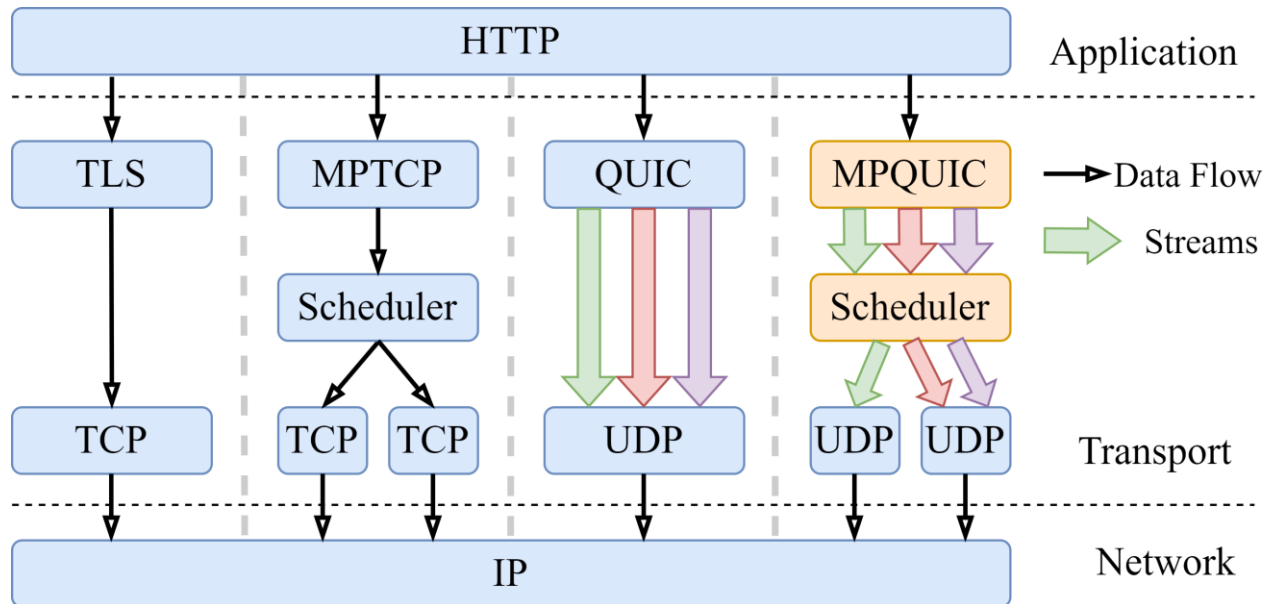 HTTP
Application
TLS
MPTCP
QUIC
MPQUIC
Data Flow
Streams
Scheduler
Scheduler
TCP
TCP
TCP
UDP
UDP
UDP
Transport
IP
Network